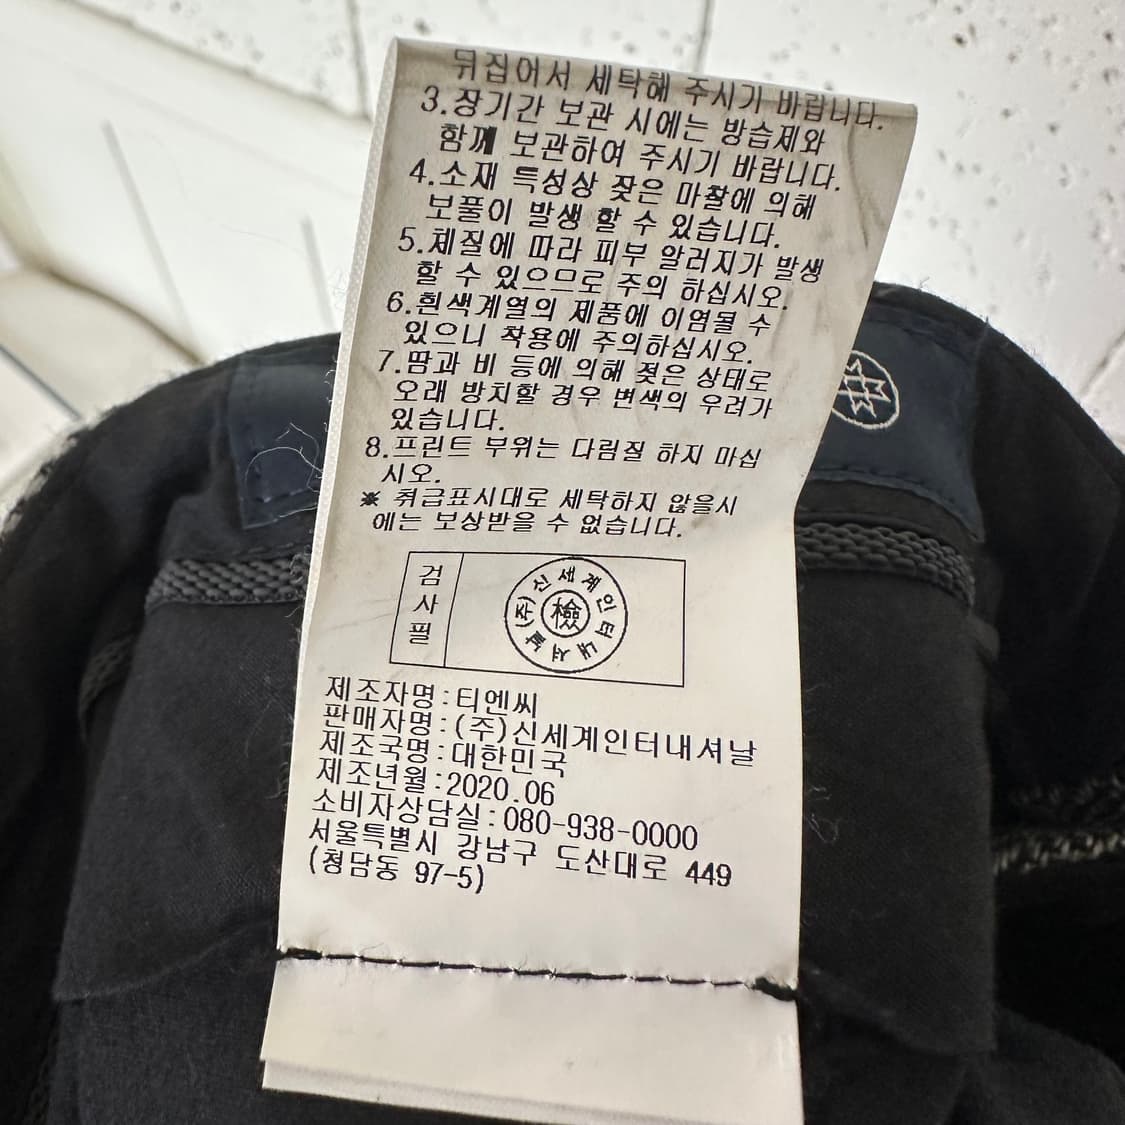 뒤집어서 세탁해 주시기 바랍니다.
3.장기간 보관 시에는 방습제와
함께 보관하여 주시기 바랍니다.
4.소재 특성상 잦은 마찰에 의해
보풀이 발생 할 수 있습니다.
5.체질에 따라 피부 알러지가 발생
할 수 있으므로 주의 하십시오.
6.흰색계열의 제품에 이염될 수
있으니 착용에 주의하십시오.
7.땀과 비 등에 의해 젖은 상태로
오래 방치할 경우 변색의 우려가
있습니다.
8.프린트 부위는 다림질 하지 마십
시오.
※ 취급표시대로 세탁하지 않을시
에는 보상받을 수 없습니다.
검사필
(주)신세계인터내셔날
檢
제조자명:티엔씨
판매자명:(주)신세계인터내셔날
제조국명:대한민국
제조년월:2020.06
소비자상담실:080-938-0000
서울특별시 강남구 도산대로 449
(청담동 97-5)